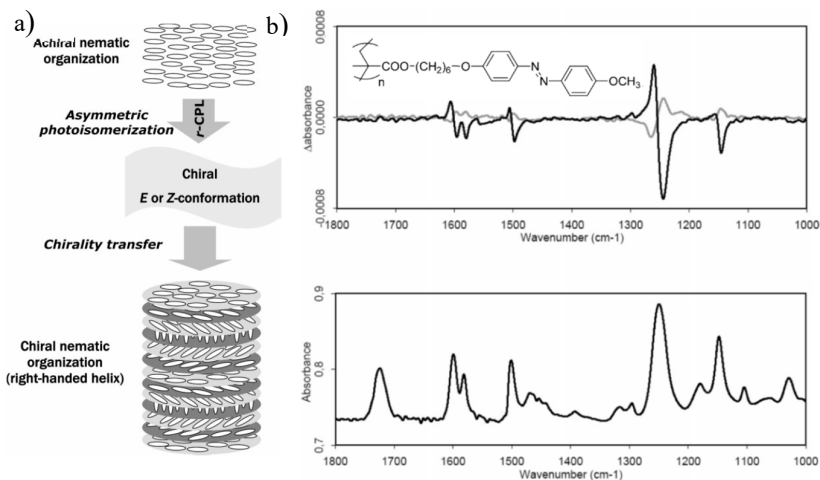 a)
Achiral nematic
organization
Asymmetric
photoisomerization
r-CPL
Chiral
E or Z-conformation
Chirality transfer
Chiral nematic
organization
(right-handed helix)
b)
0.0008
0.0000
-0.0008
Δabsorbance
n
COO-(CH2)6-O
N
N
OCH3
1800 1700 1600 1500 1400 1300 1200 1100 1000
Wavenumber (cm-1)
0,9
0,8
0,7
Absorbance
1800 1700 1600 1500 1400 1300 1200 1100 1000
Wavenumber (cm-1)